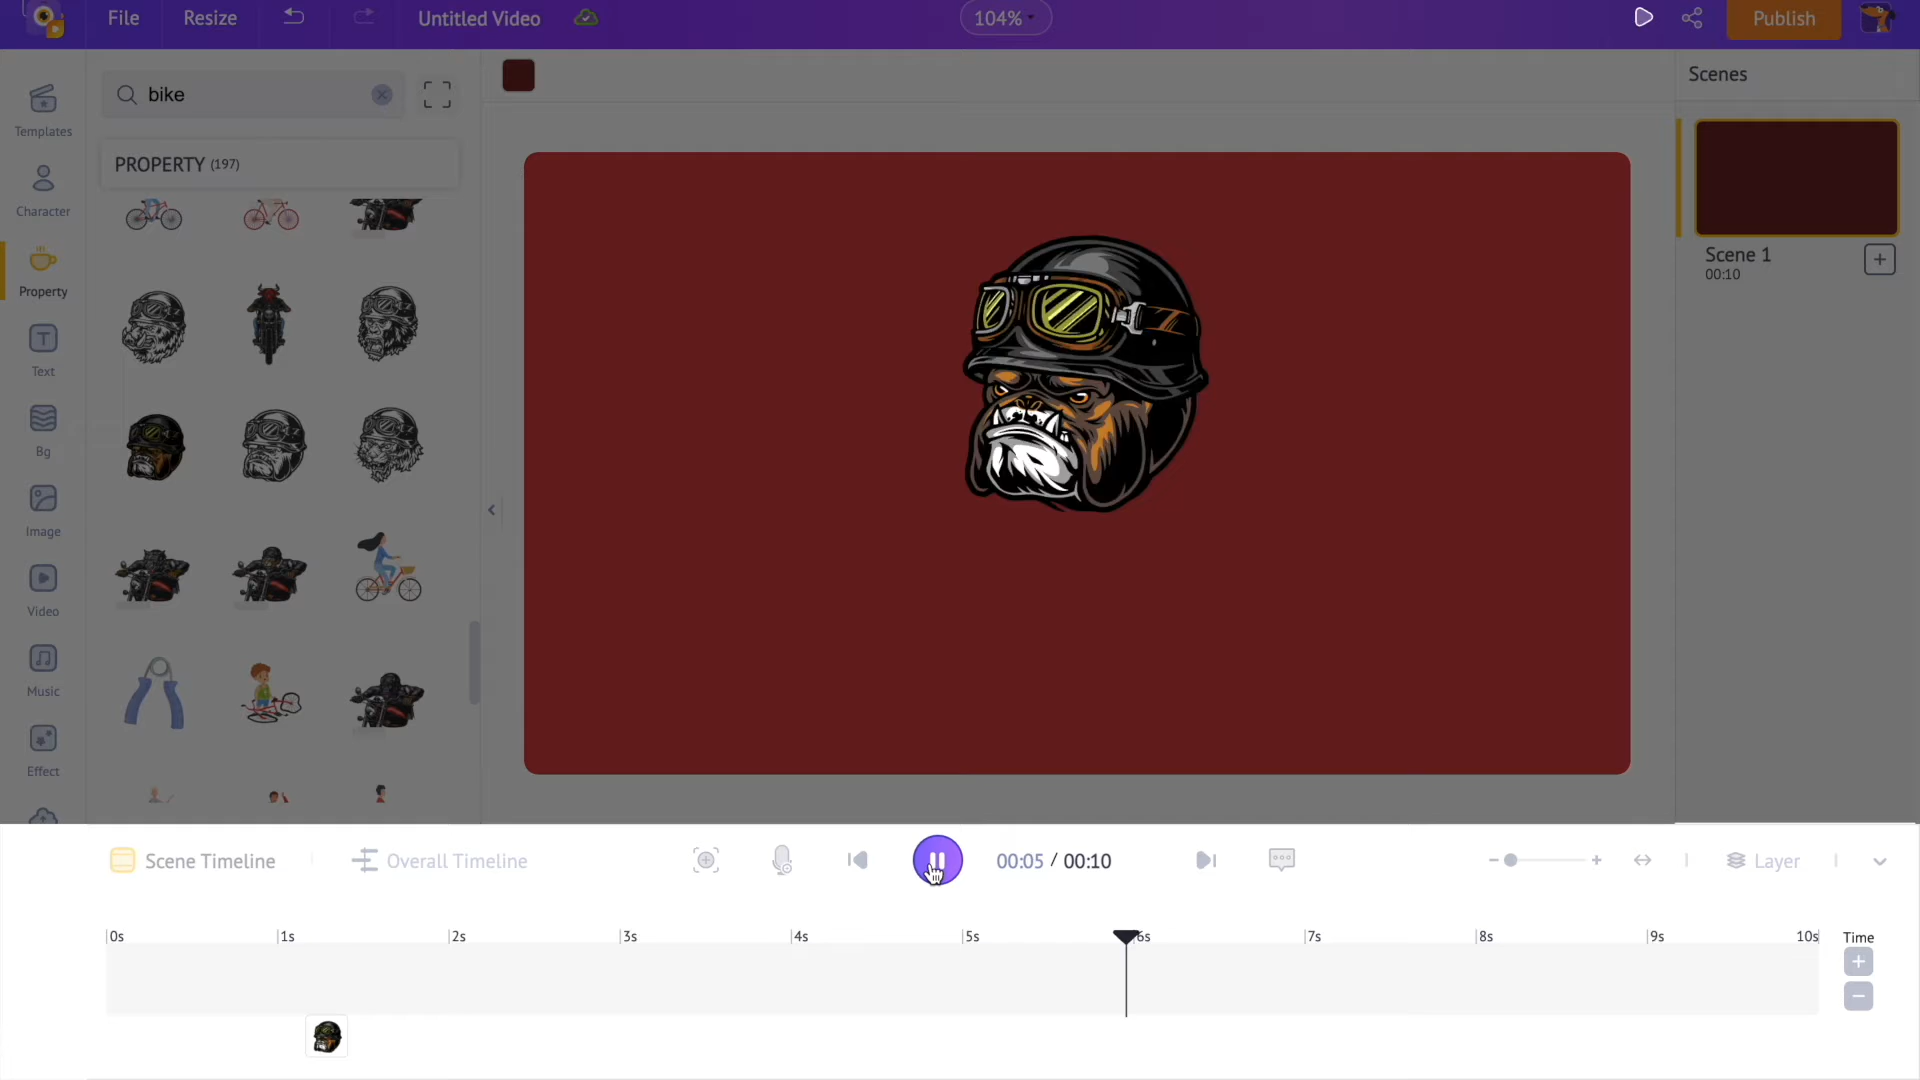 File
Resize
Untitled Video
104%
Publish
Templates
Character
Property
Text
Bg
Image
Video
Music
Effect
bike
PROPERTY (197)
Scenes
Scene 1
00:10
Scene Timeline
Overall Timeline
00:05 / 00:10
Layer
0s 1s 2s 3s 4s 5s 6s 7s 8s 9s 10s
Time